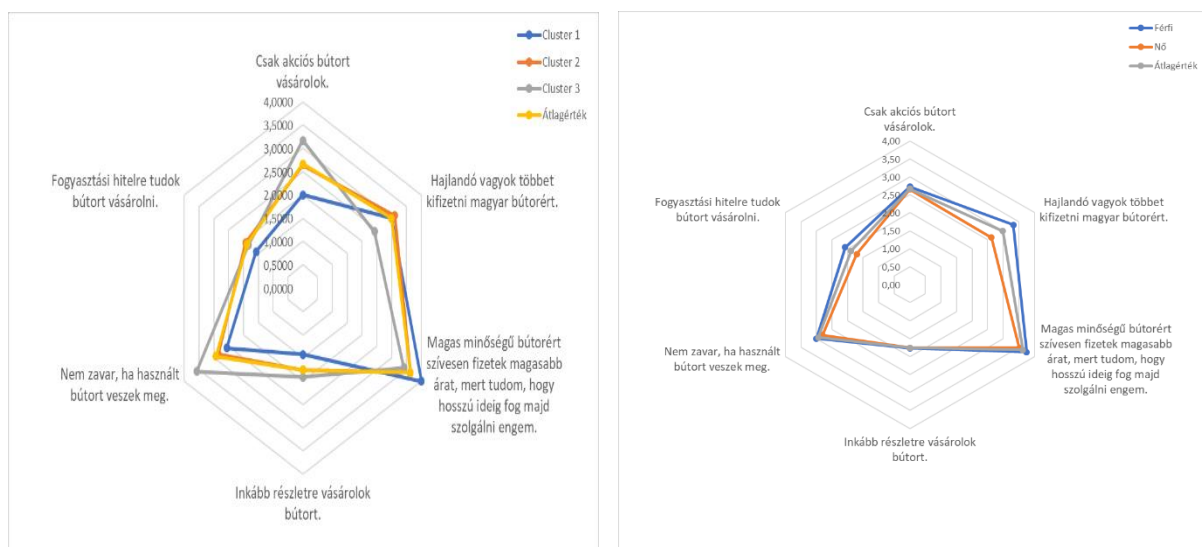 Cluster 1
Cluster 2
Cluster 3
Átlagérték
Csak akciós bútort
vásárolok.
4,0000
3,5000
3,0000
2,5000
2,0000
1,5000
1,0000
0,5000
0,0000
Hajlandó vagyok többet
kifizetni magyar bútorért.
Magas minőségű bútorért
szívesen fizetek magasabb
árat, mert tudom, hogy
hosszú ideig fog majd
szolgálni engem.
Inkább részletre vásárolok
bútort.
Nem zavar, ha használt
bútort veszek meg.
Fogyasztási hitelre tudok
bútort vásárolni.
Férfi
Nő
Átlagérték
Csak akciós bútort
vásárolok.
4,00
3,50
3,00
2,50
2,00
1,50
1,00
0,50
0,00
Hajlandó vagyok többet
kifizetni magyar bútorért.
Magas minőségű bútorért
szívesen fizetek magasabb
árat, mert tudom, hogy
hosszú ideig fog majd
szolgálni engem.
Inkább részletre vásárolok
bútort.
Nem zavar, ha használt
bútort veszek meg.
Fogyasztási hitelre tudok
bútort vásárolni.